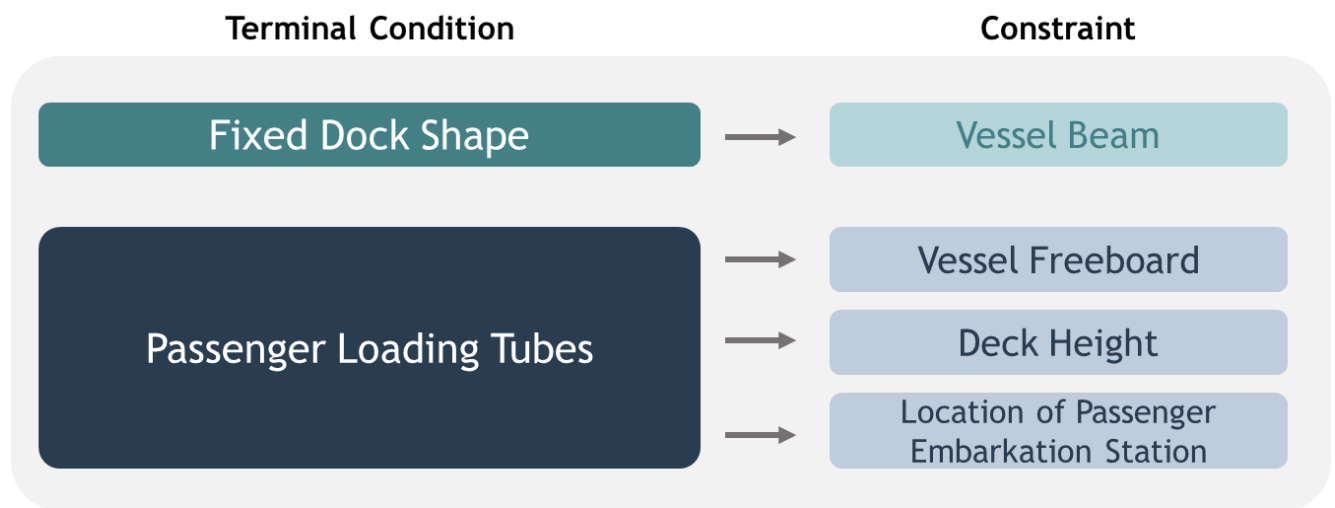 Terminal Condition
Constraint
Fixed Dock Shape
Vessel Beam
Passenger Loading Tubes
Vessel Freeboard
Deck Height
Location of Passenger
Embarkation Station